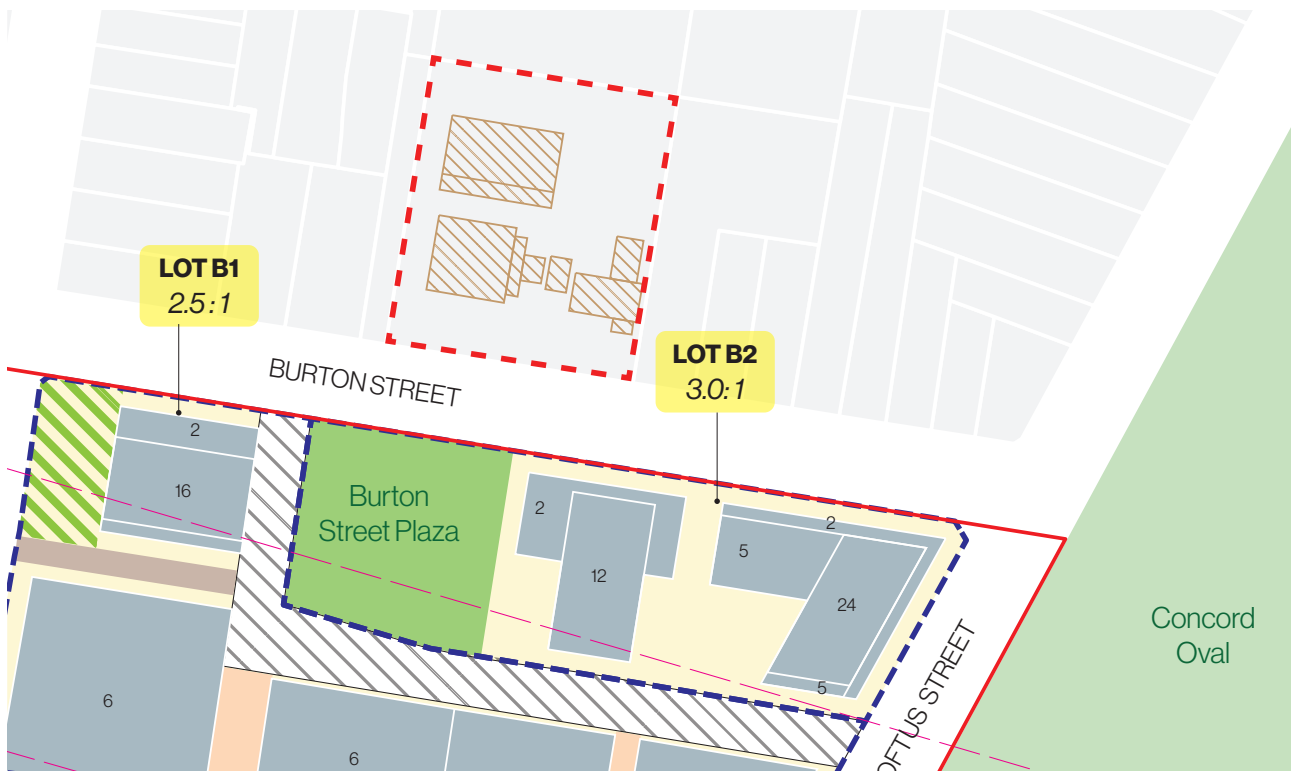 LOT B1
2.5:1
BURTON STREET
LOT B2
3.0:1
2
16
Burton
Street Plaza
2
12
2
5
24
5
Concord
Oval
OFTUS STREET
6
6